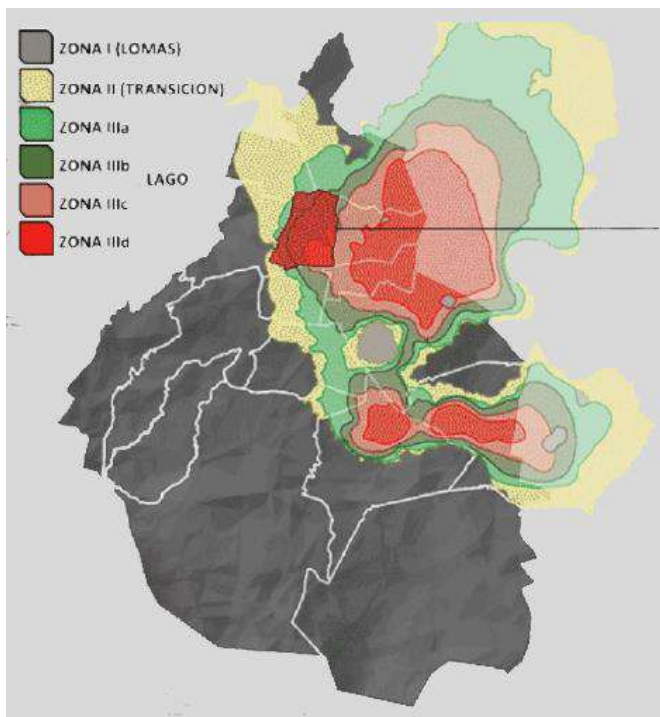 ZONA I (LOMAS)
ZONA II (TRANSICION)
ZONA IIIa
ZONA IIIb
LAGO
ZONA IIIc
ZONA IIId